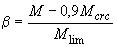 β = (M − 0,9M_crc) / M_lim